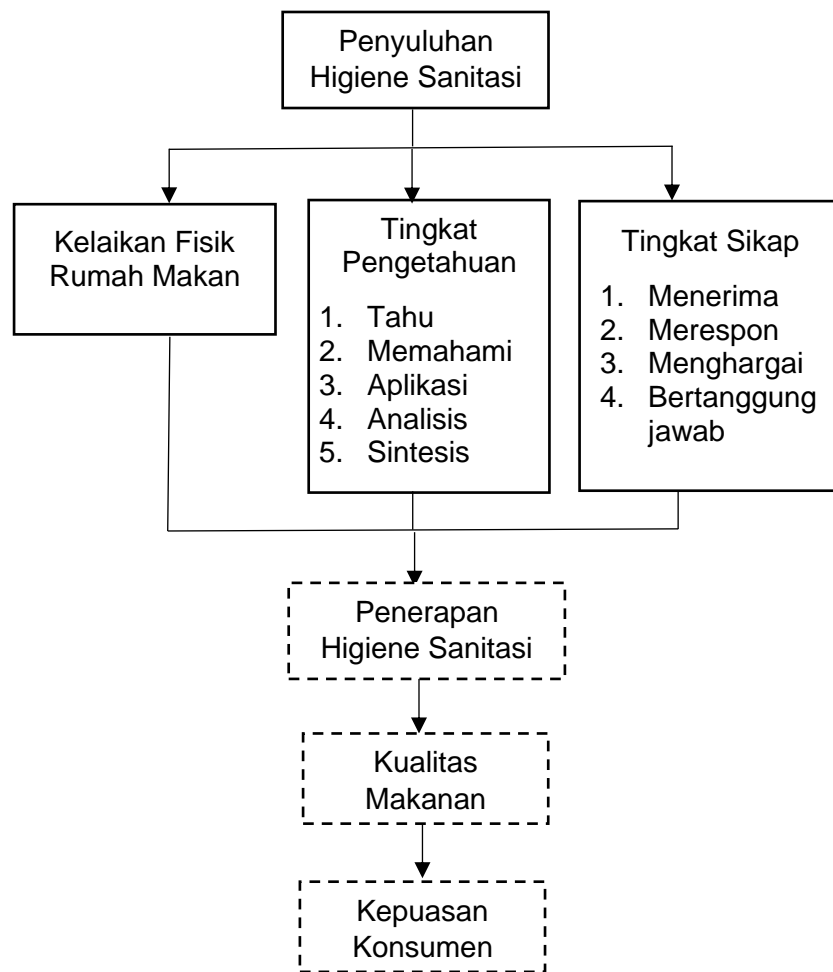 Penyuluhan
Higiene Sanitasi
Kelaikan Fisik
Rumah Makan
Tingkat
Pengetahuan
1. Tahu
2. Memahami
3. Aplikasi
4. Analisis
5. Sintesis
Tingkat Sikap
1. Menerima
2. Merespon
3. Menghargai
4. Bertanggung
jawab
Penerapan
Higiene Sanitasi
Kualitas
Makanan
Kepuasan
Konsumen